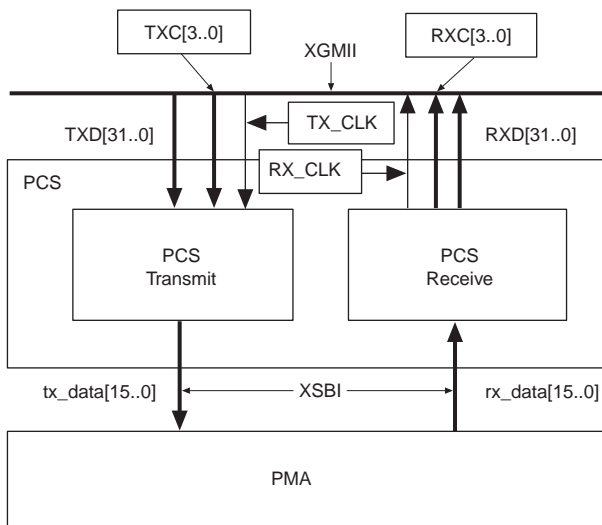 TXC[3..0]
RXC[3..0]
XGMII
TXD[31..0]
TX_CLK
RXD[31..0]
RX_CLK
PCS
PCS
Transmit
PCS
Receive
tx_data[15..0]
XSBI
rx_data[15..0]
PMA